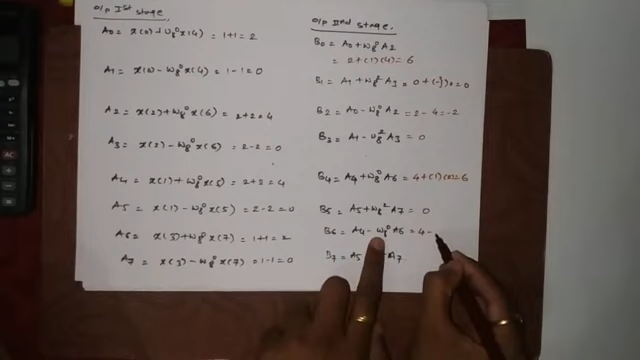 o/p Ist stage.
A0 = x(0)+W8^0 x(4) = 1+1 = 2
A1 = x(0) - W8^0 x(4) = 1-1 = 0
A2 = x(2)+W8^0 x(6) = 2+2 = 4
A3 = x(2) - W8^0 x(6) = 2-2 = 0
A4 = x(1)+W8^0 x(5) = 2+2 = 4
A5 = x(1) - W8^0 x(5) = 2-2 = 0
A6 = x(3)+W8^0 x(7) = 1+1 = 2
A7 = x(3) - W8^0 x(7) = 1-1 = 0
o/p IInd stage.
B0 = A0+W8^0 A2
= 2+(1)(4) = 6
B1 = A1+W8^2 A3 = 0+(-j)0 = 0
B2 = A0 - W8^0 A2 = 2-4 = -2
B3 = A1 - W8^2 A3 = 0
B4 = A4+W8^0 A6 = 4+(1)(2) = 6
B5 = A5+W8^2 A7 = 0
B6 = A4 - W8^0 A6 = 4-
B7 = A5 A7